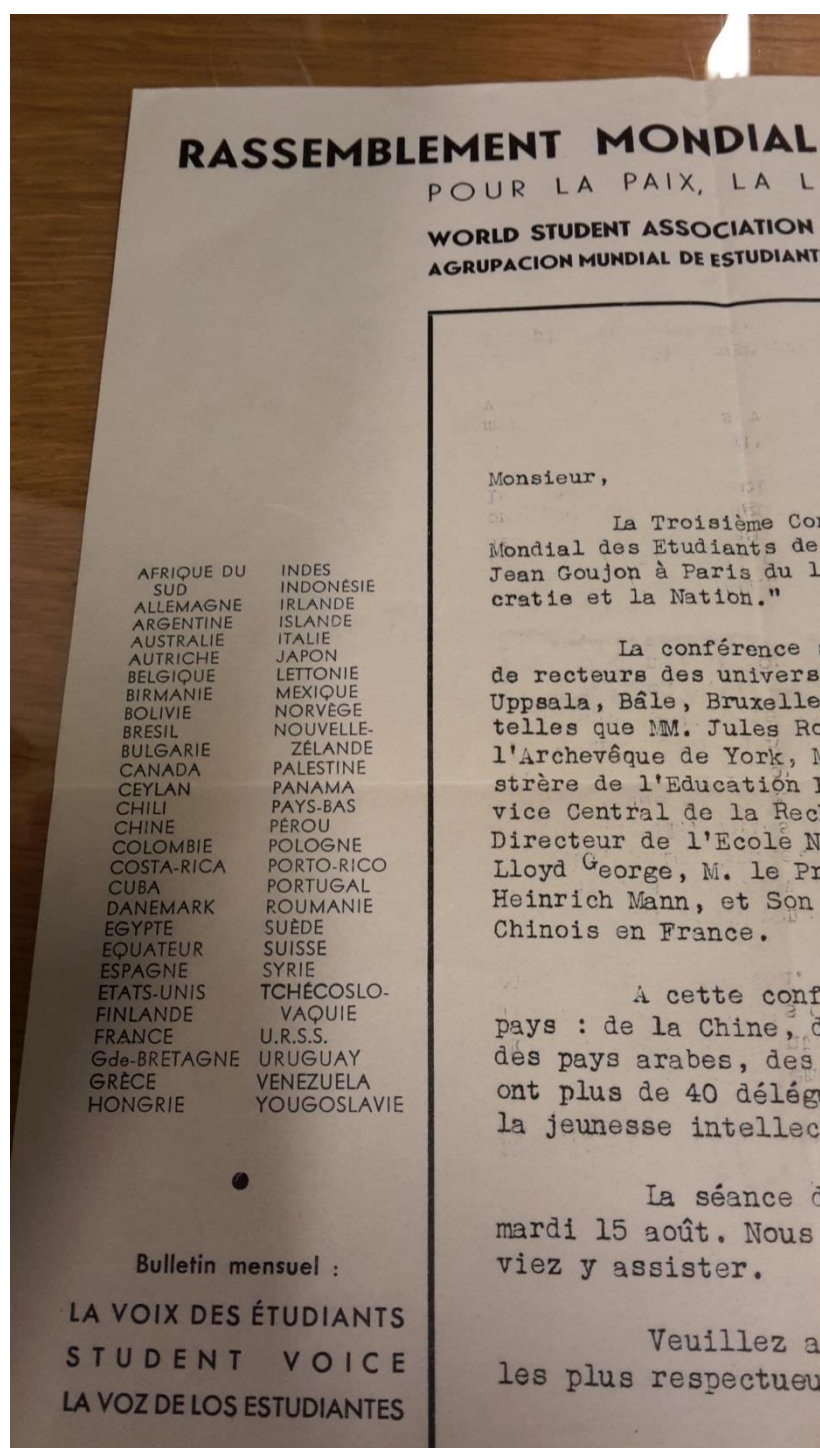 RASSEMBLEMENT MONDIAL
POUR LA PAIX, LA L
WORLD STUDENT ASSOCIATION
AGRUPACION MUNDIAL DE ESTUDIANT
AFRIQUE DU
SUD
ALLEMAGNE
ARGENTINE
AUSTRALIE
AUTRICHE
BELGIQUE
BIRMANIE
BOLIVIE
BRESIL
BULGARIE
CANADA
CEYLAN
CHILI
CHINE
COLOMBIE
COSTA-RICA
CUBA
DANEMARK
EGYPTE
EQUATEUR
ESPAGNE
ETATS-UNIS
FINLANDE
FRANCE
Gde-BRETAGNE
GRÈCE
HONGRIE
INDES
INDONÉSIE
IRLANDE
ISLANDE
ITALIE
JAPON
LETTONIE
MEXIQUE
NORVÈGE
NOUVELLE-
ZÉLANDE
PALESTINE
PANAMA
PAYS-BAS
PÉROU
POLOGNE
PORTO-RICO
PORTUGAL
ROUMANIE
SUÈDE
SUISSE
SYRIE
TCHÉCOSLO-
VAQUIE
U.R.S.S.
URUGUAY
VENEZUELA
YOUGOSLAVIE
Bulletin mensuel :
LA VOIX DES ÉTUDIANTS
STUDENT VOICE
LA VOZ DE LOS ESTUDIANTES
Monsieur,
La Troisième Con
Mondial des Etudiants de
Jean Goujon à Paris du 1
cratie et la Nation."
La conférence
de recteurs des univers
Uppsala, Bâle, Bruxelle
telles que MM. Jules Ro
l'Archevêque de York, M
strère de l'Education
vice Central de la Rech
Directeur de l'Ecole N
Lloyd George, M. le Pr
Heinrich Mann, et Son
Chinois en France.
A cette conf
pays : de la Chine, d
des pays arabes, des
ont plus de 40 délég
la jeunesse intellec
La séance d
mardi 15 août. Nous
viez y assister.
Veuillez a
les plus respectueu